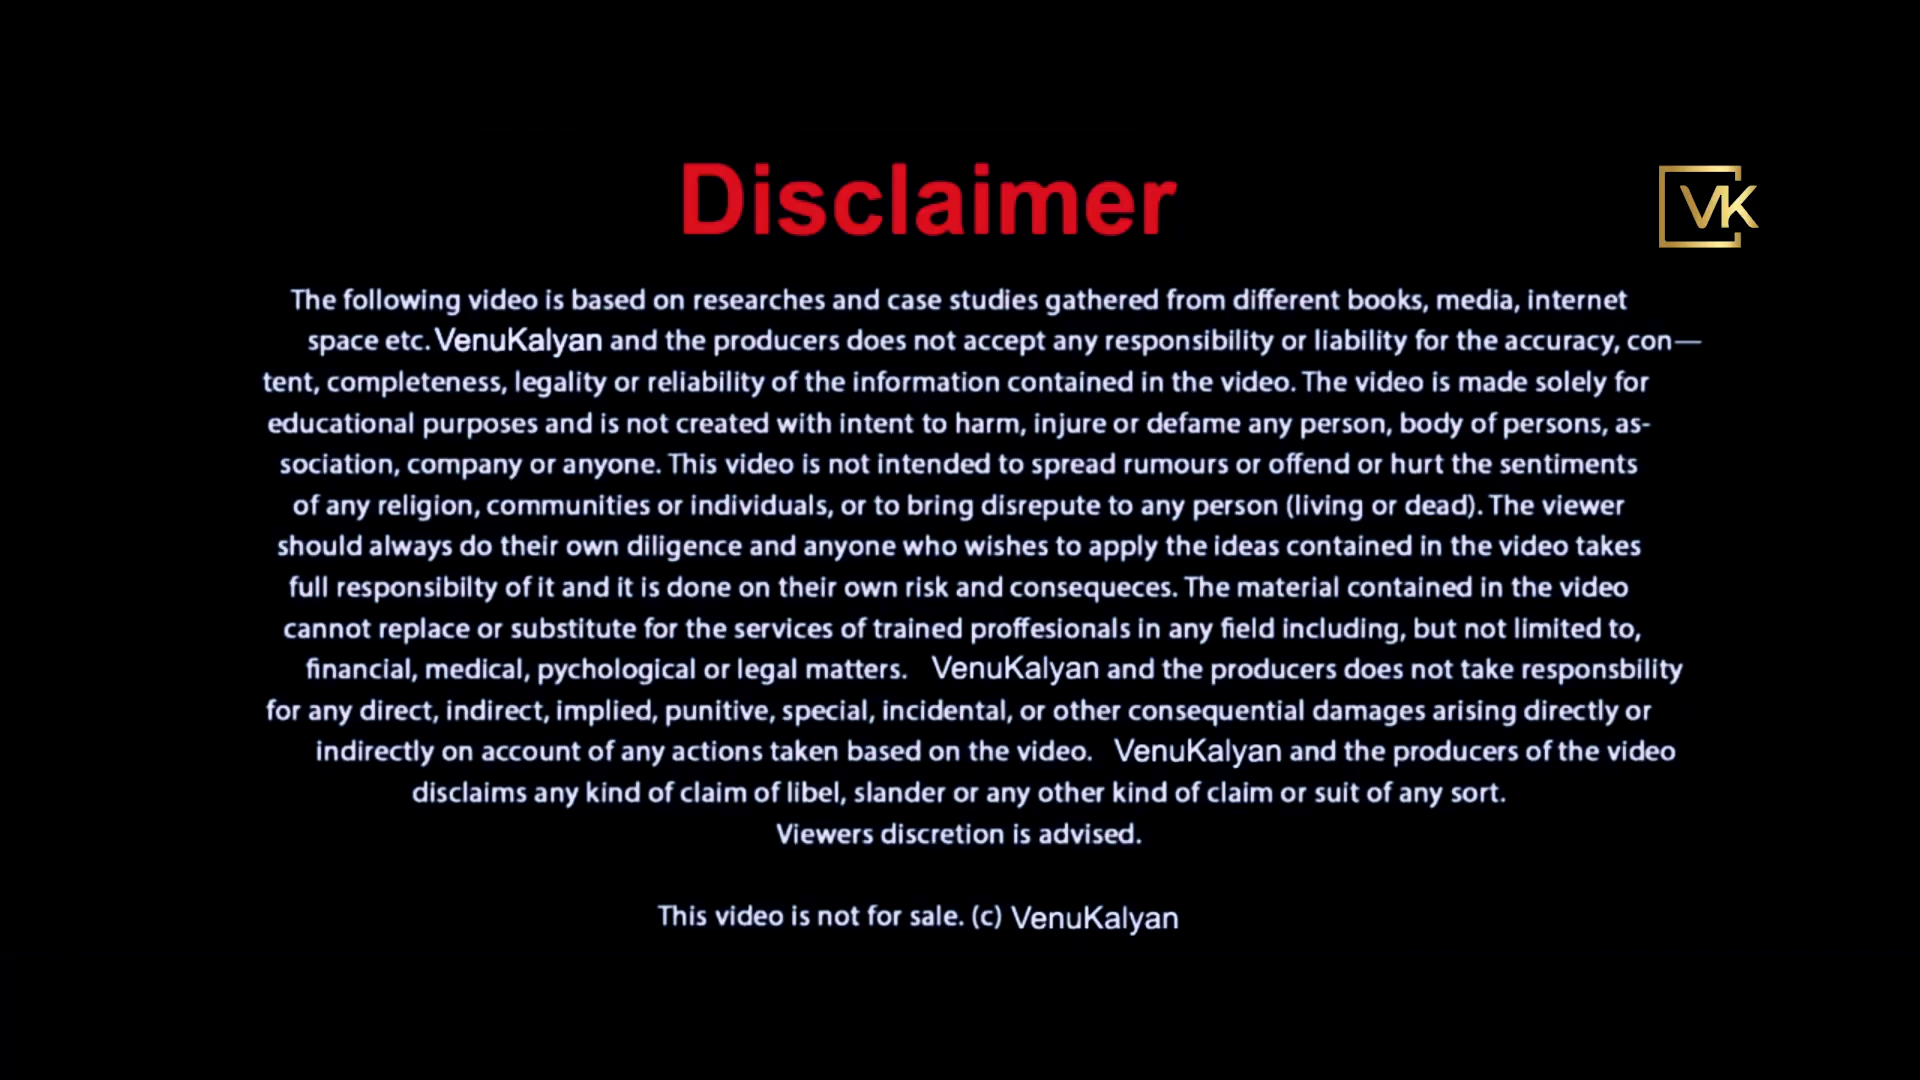 Disclaimer
VK
The following video is based on researches and case studies gathered from different books, media, internet
space etc. VenuKalyan and the producers does not accept any responsibility or liability for the accuracy, con—
tent, completeness, legality or reliability of the information contained in the video. The video is made solely for
educational purposes and is not created with intent to harm, injure or defame any person, body of persons, as-
sociation, company or anyone. This video is not intended to spread rumours or offend or hurt the sentiments
of any religion, communities or individuals, or to bring disrepute to any person (living or dead). The viewer
should always do their own diligence and anyone who wishes to apply the ideas contained in the video takes
full responsibilty of it and it is done on their own risk and consequeces. The material contained in the video
cannot replace or substitute for the services of trained proffesionals in any field including, but not limited to,
financial, medical, pychological or legal matters. VenuKalyan and the producers does not take responsbility
for any direct, indirect, implied, punitive, special, incidental, or other consequential damages arising directly or
indirectly on account of any actions taken based on the video. VenuKalyan and the producers of the video
disclaims any kind of claim of libel, slander or any other kind of claim or suit of any sort.
Viewers discretion is advised.
This video is not for sale. (c) VenuKalyan